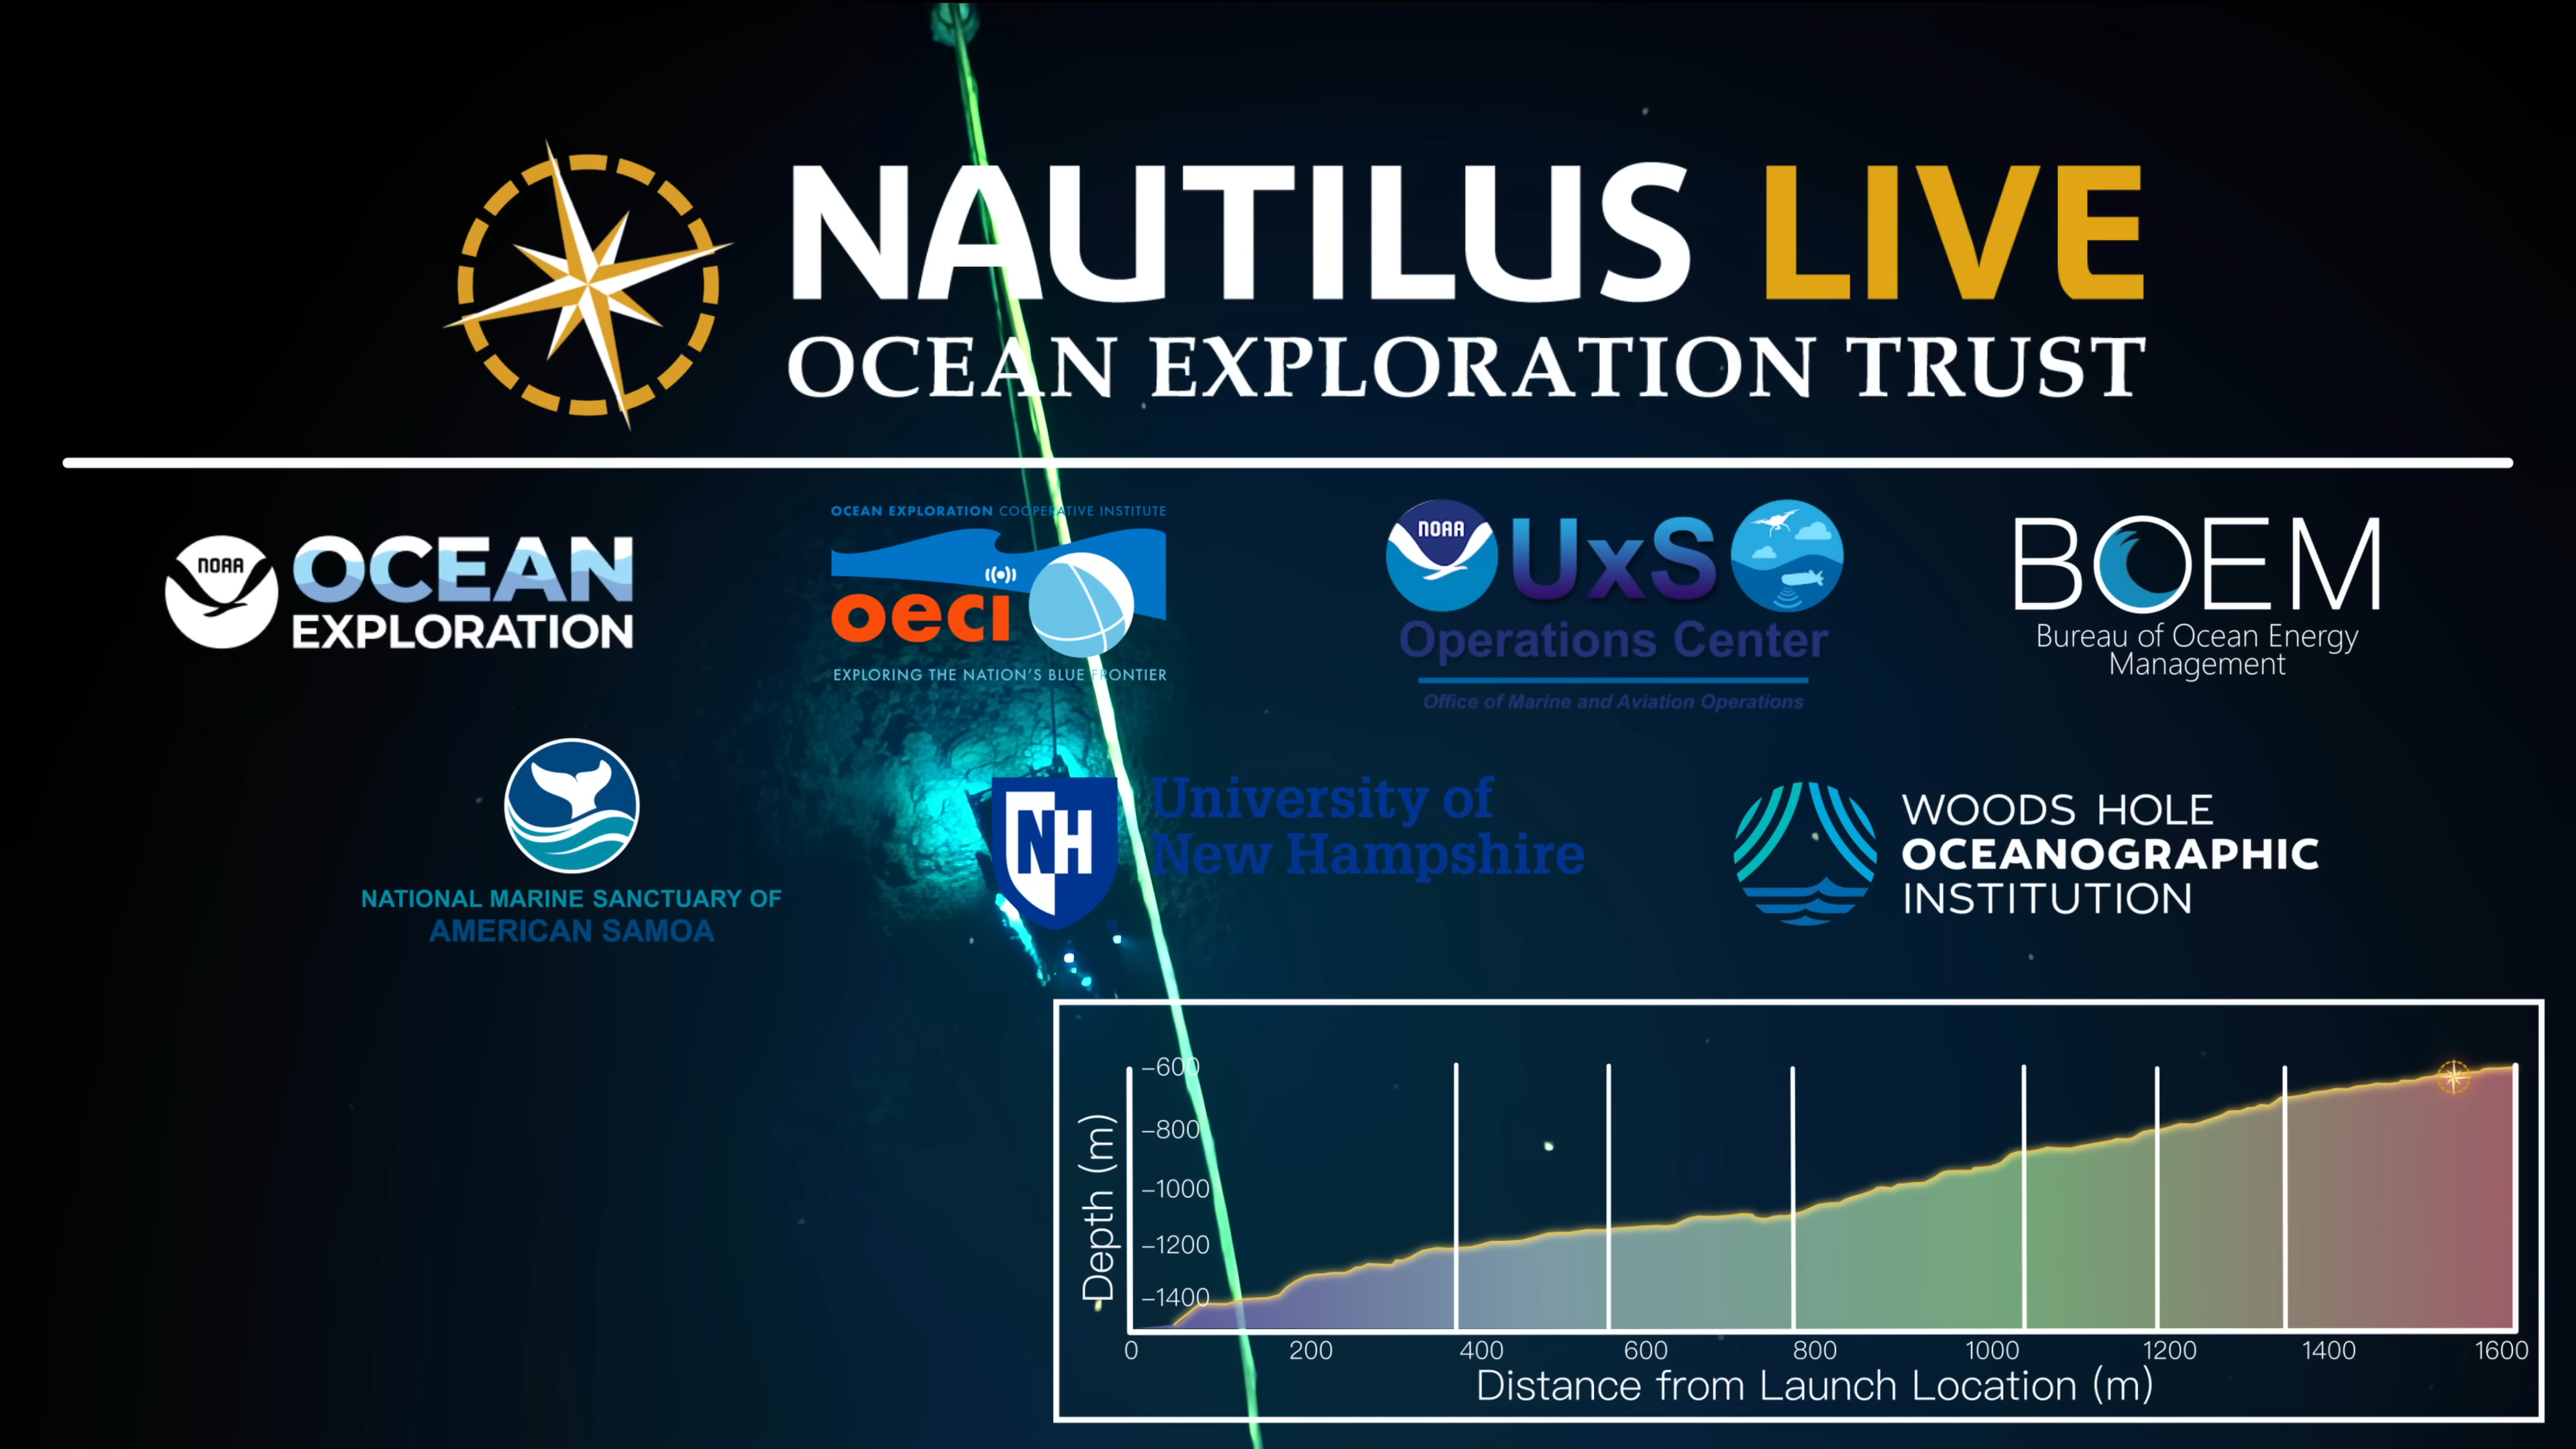 NAUTILUS LIVE
OCEAN EXPLORATION TRUST
NOAA
OCEAN
EXPLORATION
OCEAN EXPLORATION COOPERATIVE INSTITUTE
oeci
EXPLORING THE NATION'S BLUE FRONTIER
NOAA
UxS
Operations Center
Office of Marine and Aviation Operations
BOEM
Bureau of Ocean Energy
Management
NATIONAL MARINE SANCTUARY OF
AMERICAN SAMOA
NH
University of
New Hampshire
WOODS HOLE
OCEANOGRAPHIC
INSTITUTION
Depth (m)
–600
–800
–1000
–1200
–1400
0 200 400 600 800 1000 1200 1400 1600
Distance from Launch Location (m)